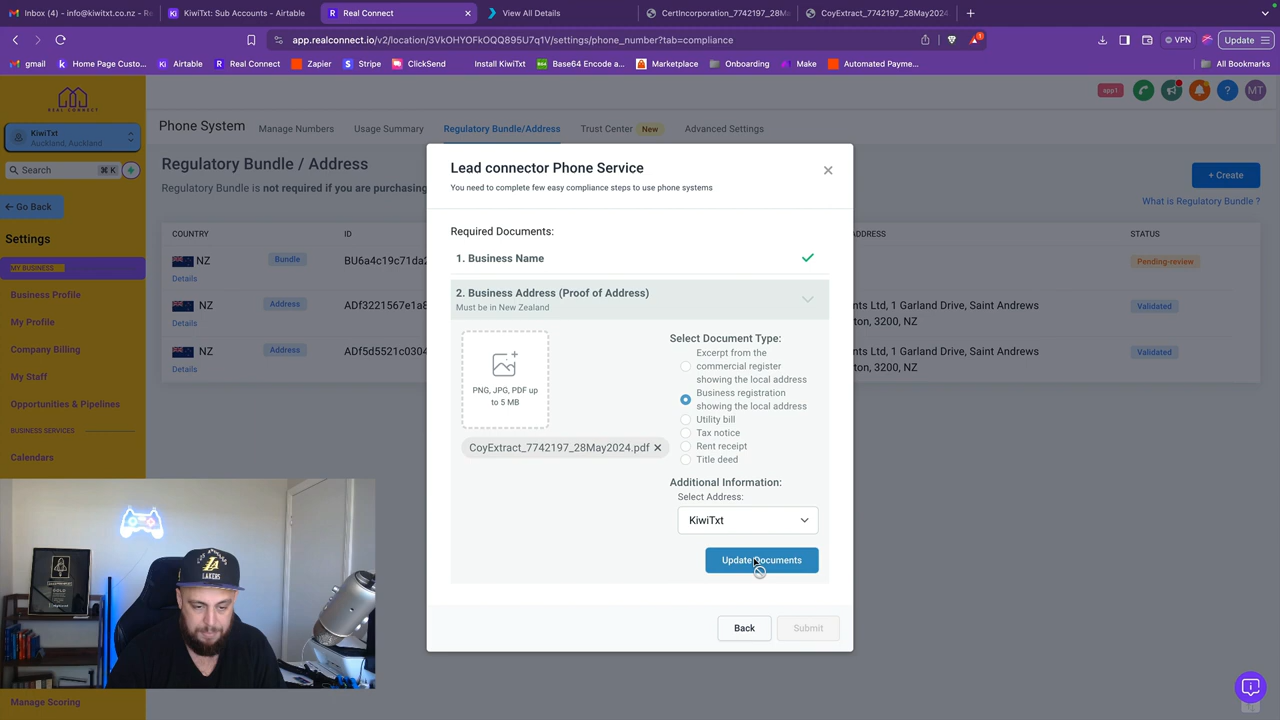 Inbox (4) - info@kiwitxt.co.nz - R
KiwiTxt: Sub Accounts - Airtable
Real Connect
View All Details
CertIncorporation_7742197_28M
CoyExtract_7742197_28May2024
app.realconnect.io/v2/location/3VkOHYOFkOQQ895U7q1V/settings/phone_number?tab=compliance
VPN
Update
gmail
Home Page Custo...
Airtable
Real Connect
Zapier
Stripe
ClickSend
Install KiwiTxt
Base64 Encode a...
Marketplace
Onboarding
Make
Automated Payme...
All Bookmarks
REAL CONNECT
KiwiTxt
Auckland, Auckland
Search
⌘ K
Go Back
Settings
MY BUSINESS
Business Profile
My Profile
Company Billing
My Staff
Opportunities & Pipelines
BUSINESS SERVICES
Calendars
Manage Scoring
app1
MT
Phone System
Manage Numbers
Usage Summary
Regulatory Bundle/Address
Trust Center
New
Advanced Settings
Regulatory Bundle / Address
Regulatory Bundle is not required if you are purchasing
+ Create
What is Regulatory Bundle ?
COUNTRY
ID
ADDRESS
STATUS
NZ
Bundle
BU6a4c19c71da2
Pending-review
Details
NZ
Address
ADf3221567e1a8
nts Ltd, 1 Garland Drive, Saint Andrews
, 3200, NZ
Validated
Details
NZ
Address
ADf5d5521c0304
nts Ltd, 1 Garland Drive, Saint Andrews
, 3200, NZ
Validated
Details
Lead connector Phone Service
You need to complete few easy compliance steps to use phone systems
Required Documents:
1. Business Name
2. Business Address (Proof of Address)
Must be in New Zealand
PNG, JPG, PDF up
to 5 MB
CoyExtract_7742197_28May2024.pdf
Select Document Type:
Excerpt from the
commercial register
showing the local address
Business registration
showing the local address
Utility bill
Tax notice
Rent receipt
Title deed
Additional Information:
Select Address:
KiwiTxt
Update Documents
Back
Submit
LAKERS